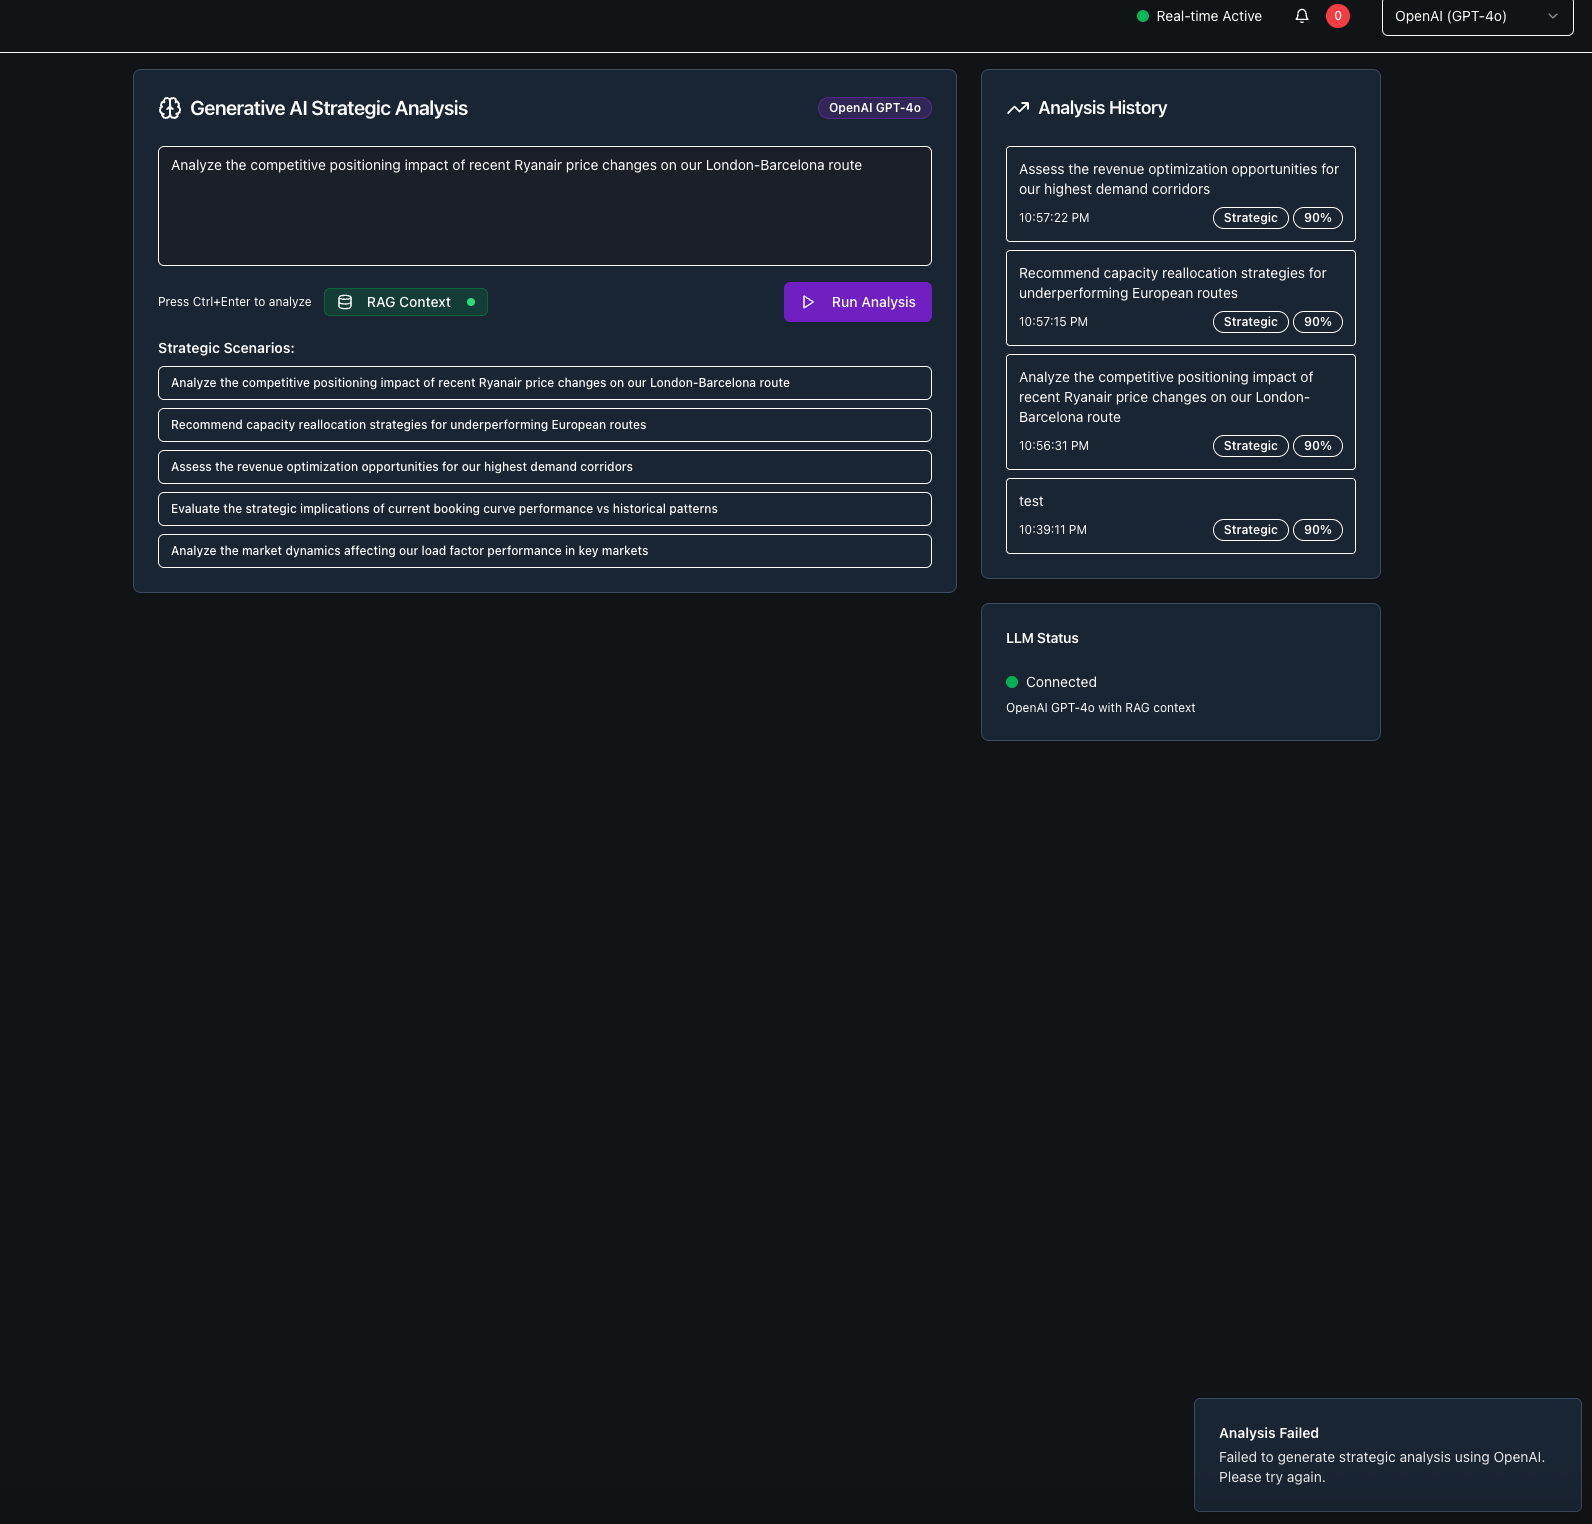 Real-time Active
0
OpenAI (GPT-4o)
Generative AI Strategic Analysis
OpenAI GPT-4o
Analyze the competitive positioning impact of recent Ryanair price changes on our London-Barcelona route
Press Ctrl+Enter to analyze
RAG Context
Run Analysis
Strategic Scenarios:
Analyze the competitive positioning impact of recent Ryanair price changes on our London-Barcelona route
Recommend capacity reallocation strategies for underperforming European routes
Assess the revenue optimization opportunities for our highest demand corridors
Evaluate the strategic implications of current booking curve performance vs historical patterns
Analyze the market dynamics affecting our load factor performance in key markets
Analysis History
Assess the revenue optimization opportunities for
our highest demand corridors
10:57:22 PM
Strategic
90%
Recommend capacity reallocation strategies for
underperforming European routes
10:57:15 PM
Strategic
90%
Analyze the competitive positioning impact of
recent Ryanair price changes on our London-
Barcelona route
10:56:31 PM
Strategic
90%
test
10:39:11 PM
Strategic
90%
LLM Status
Connected
OpenAI GPT-4o with RAG context
Analysis Failed
Failed to generate strategic analysis using OpenAI.
Please try again.